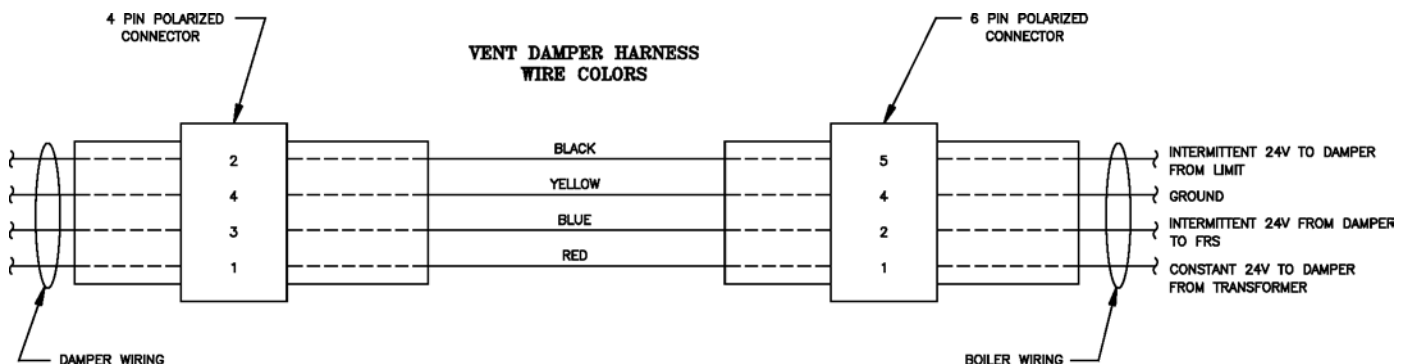 4 PIN POLARIZED
CONNECTOR
6 PIN POLARIZED
CONNECTOR
VENT DAMPER HARNESS
WIRE COLORS
2
BLACK
5
INTERMITTENT 24V TO DAMPER
FROM LIMIT
4
YELLOW
4
GROUND
3
BLUE
2
INTERMITTENT 24V FROM DAMPER
TO FRS
1
RED
1
CONSTANT 24V TO DAMPER
FROM TRANSFORMER
DAMPER WIRING
BOILER WIRING